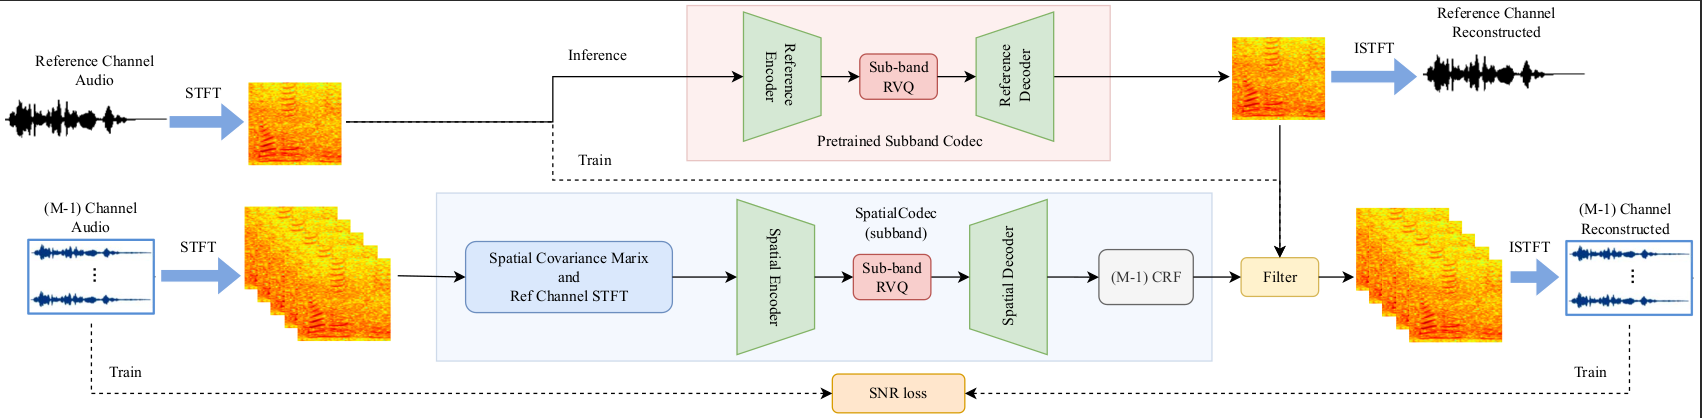 Reference Channel
Audio
STFT
Inference
Train
Reference
Encoder
Sub-band
RVQ
Reference
Decoder
Pretrained Subband Codec
ISTFT
Reference Channel
Reconstructed
(M-1) Channel
Audio
STFT
Spatial Covariance Marix
and
Ref Channel STFT
Spatial Encoder
SpatialCodec
(subband)
Sub-band
RVQ
Spatial Decoder
(M-1) CRF
Filter
ISTFT
(M-1) Channel
Reconstructed
Train
SNR loss
Train